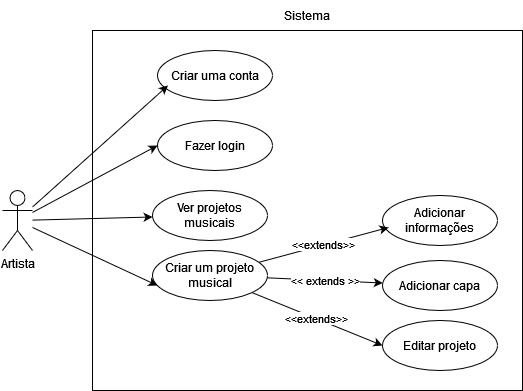 Sistema
Criar uma conta
Fazer login
Ver projetos
musicais
Adicionar
informações
<<extends>>
Artista
Criar um projeto
musical
<< extends >>
Adicionar capa
<<extends>>
Editar projeto